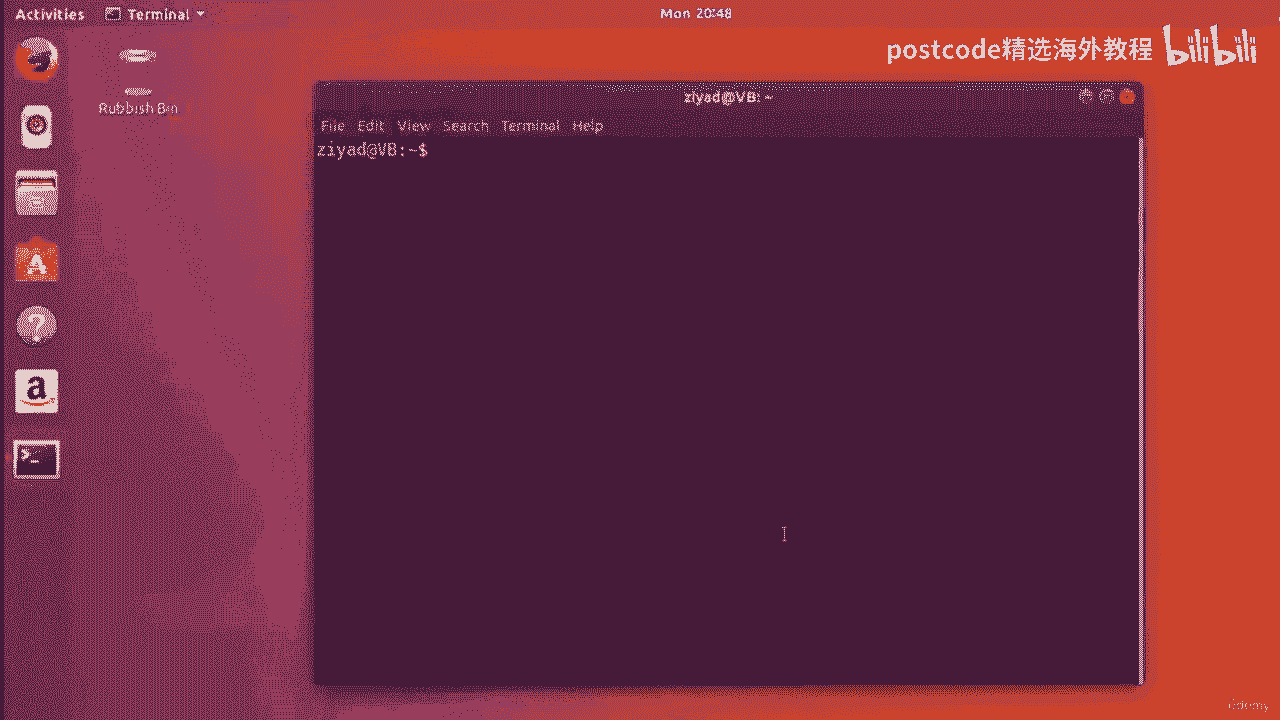 Activities Terminal Mon 20:48
postcode精选海外教程 bilibili
Rubbish Bin
ziyad@VB: ~
File Edit View Search Terminal Help
ziyad@VB:~$
udemy